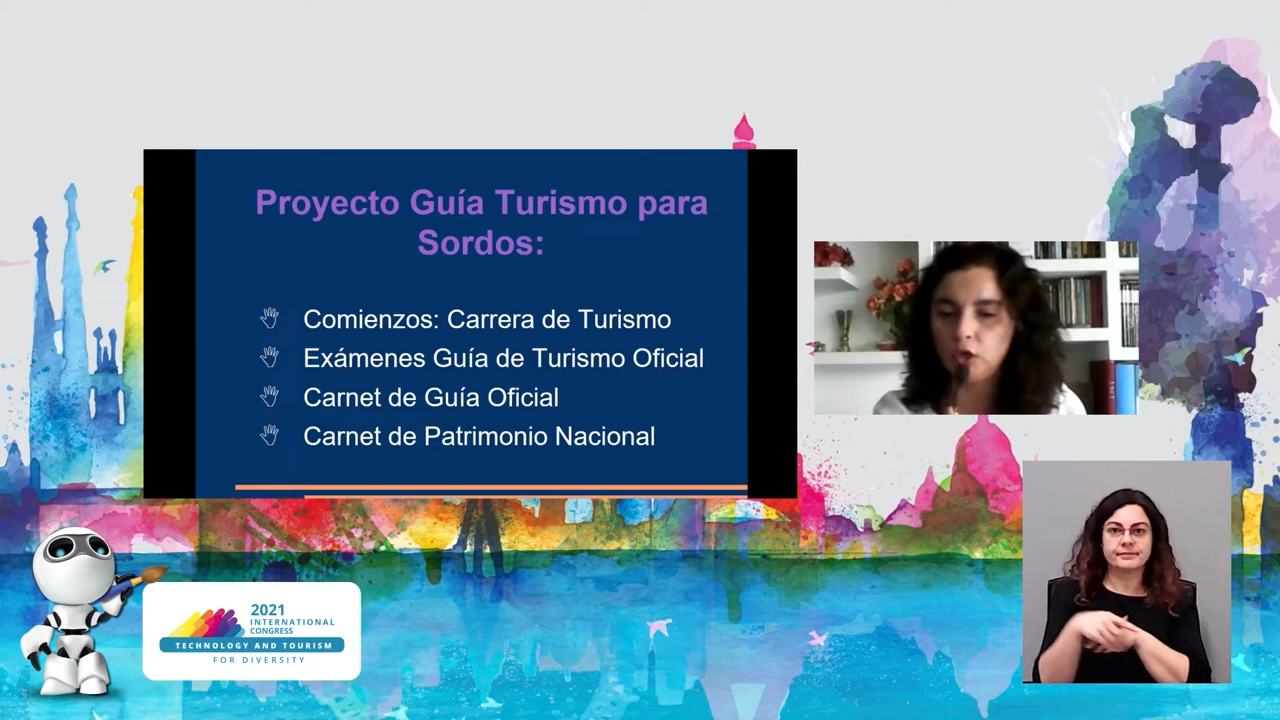 Proyecto Guía Turismo para
Sordos:
Comienzos: Carrera de Turismo
Exámenes Guía de Turismo Oficial
Carnet de Guía Oficial
Carnet de Patrimonio Nacional
2021
INTERNATIONAL
CONGRESS
TECHNOLOGY AND TOURISM
FOR DIVERSITY